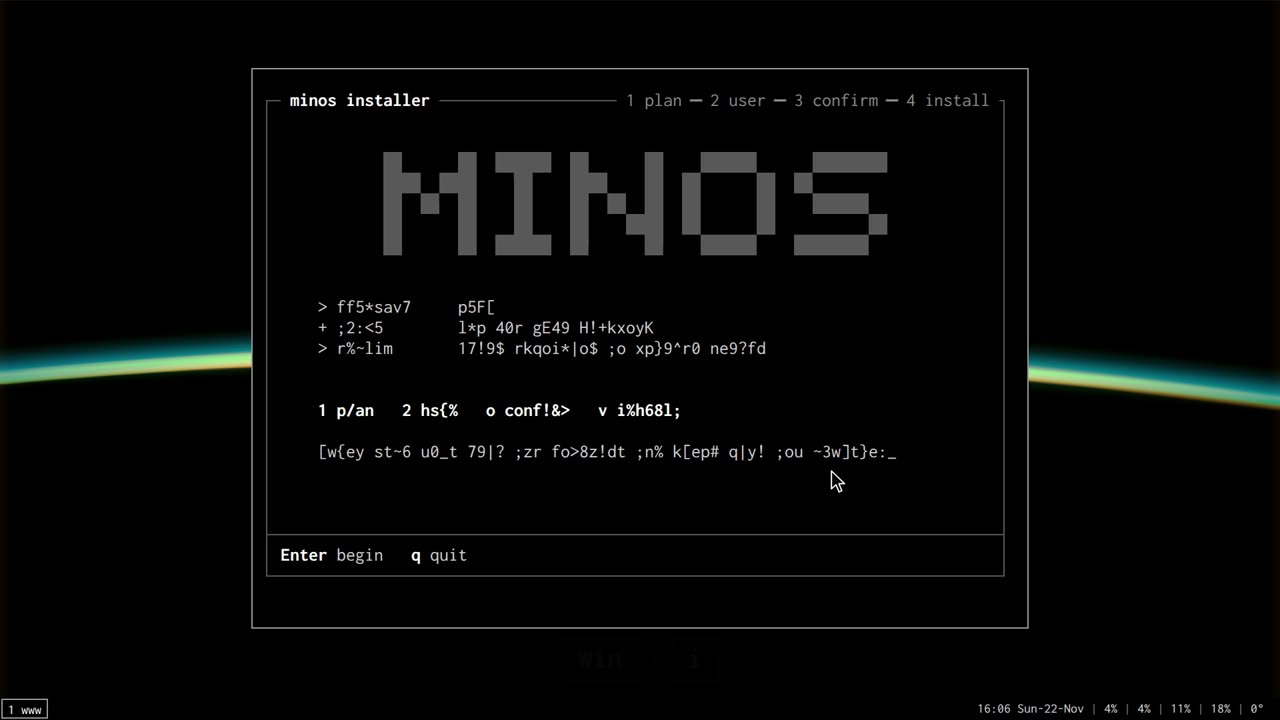 minos installer 1 plan — 2 user — 3 confirm — 4 install
MINOS
> ff5*sav7 p5F[
+ ;2:<5 l*p 40r gE49 H!+kxoyK
> r%~lim 17!9$ rkqoi*|o$ ;o xp}9^r0 ne9?fd
1 p/an 2 hs{% o conf!&> v i%h68l;
[w{ey st~6 u0_t 79|? ;zr fo>8z!dt ;n% k[ep# q|y! ;ou ~3w]t}e:_
Enter begin q quit
Win + i
1 www 16:06 Sun-22-Nov | 4% | 4% | 11% | 18% | 0°